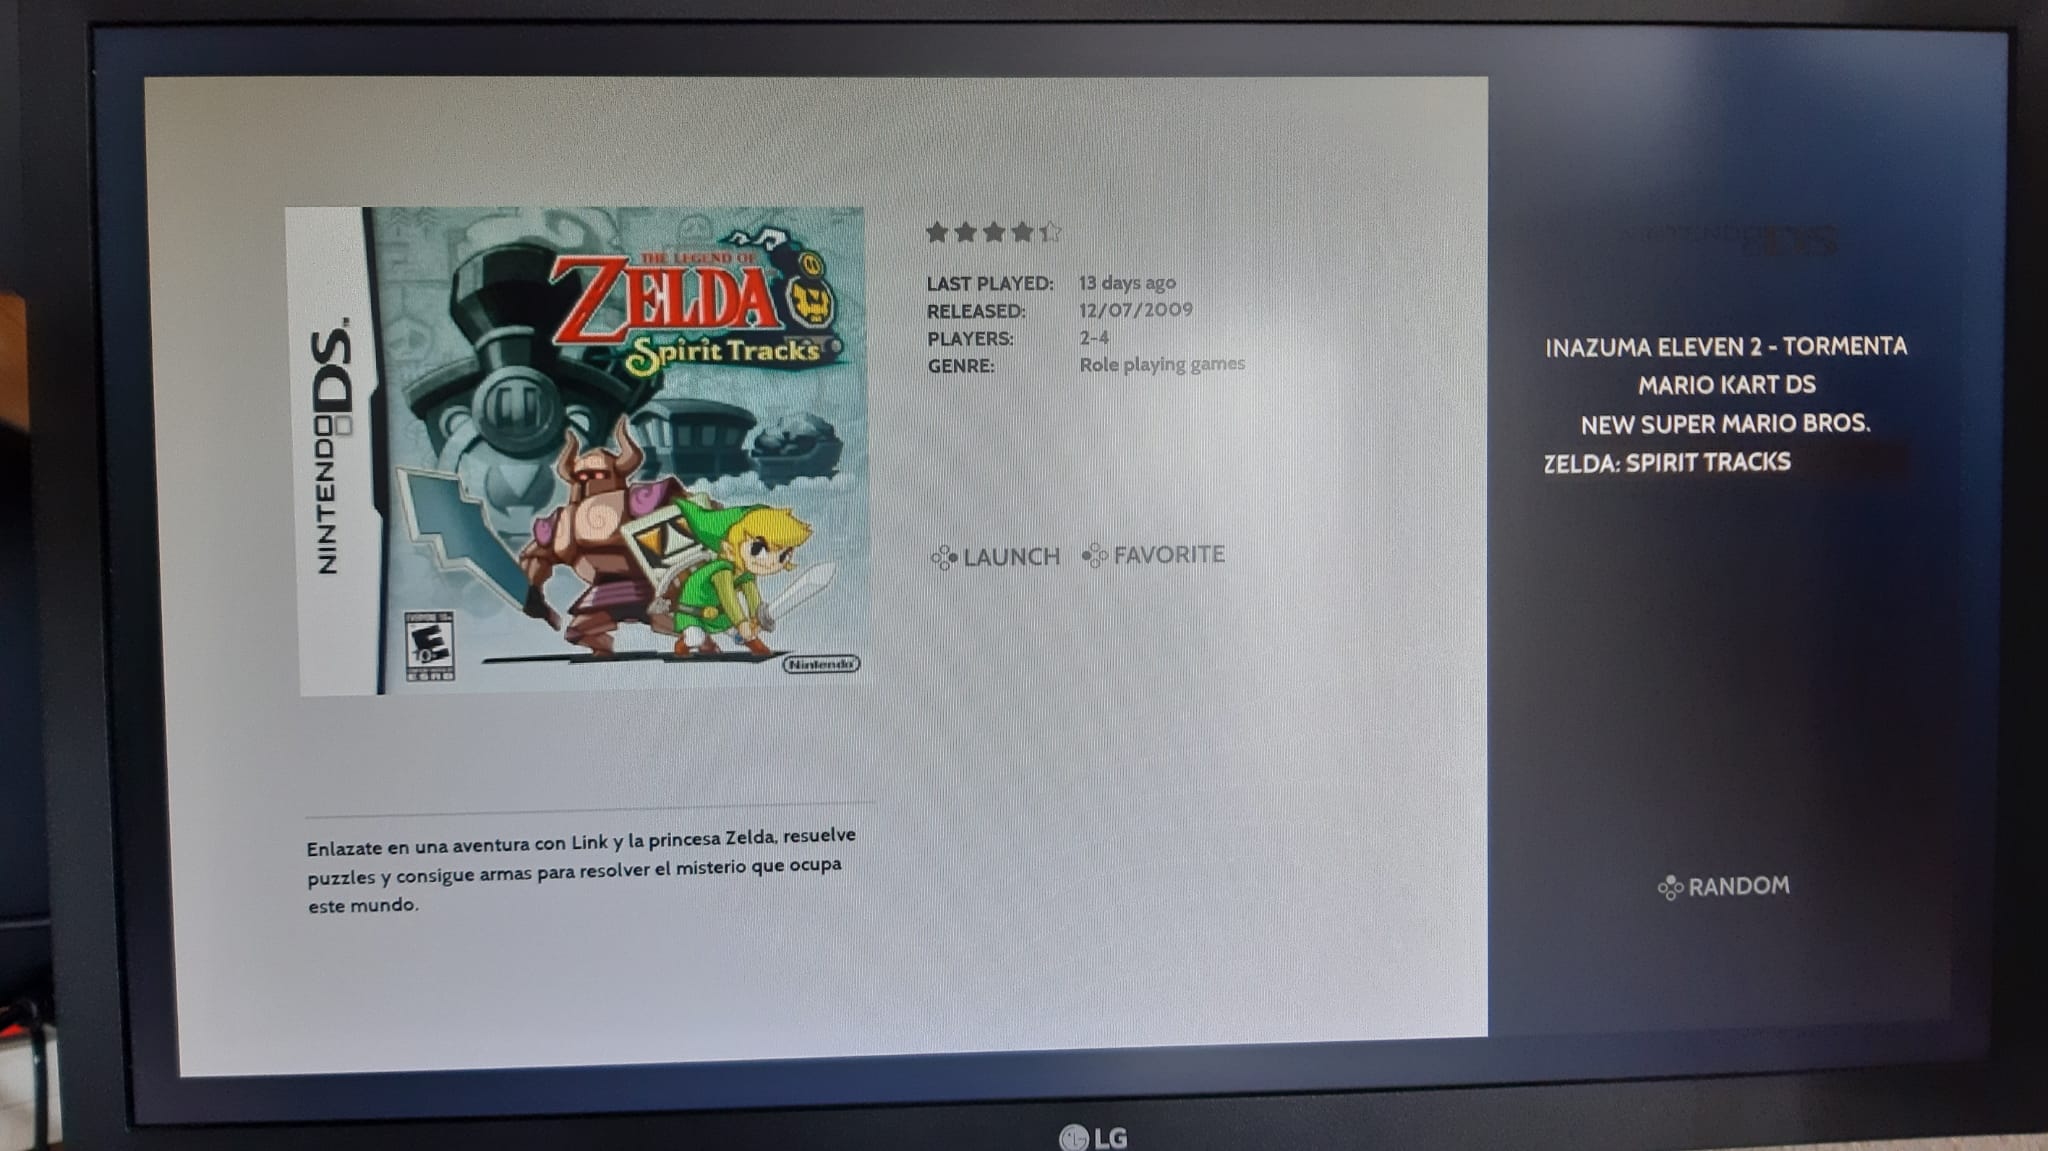 NINTENDO DS™
THE LEGEND OF
ZELDA
Spirit Tracks
E
ESRB
Nintendo
LAST PLAYED: 13 days ago
RELEASED: 12/07/2009
PLAYERS: 2-4
GENRE: Role playing games
LAUNCH FAVORITE
Enlazate en una aventura con Link y la princesa Zelda, resuelve
puzzles y consigue armas para resolver el misterio que ocupa
este mundo.
INAZUMA ELEVEN 2 - TORMENTA
MARIO KART DS
NEW SUPER MARIO BROS.
ZELDA: SPIRIT TRACKS
RANDOM
LG